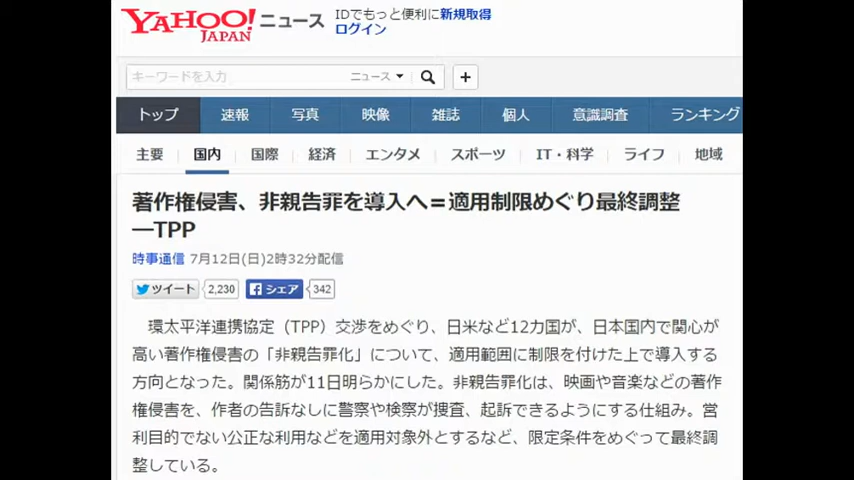 YAHOO! JAPAN ニュース
IDでもっと便利に新規取得
ログイン
キーワードを入力 ニュース
トップ 速報 写真 映像 雑誌 個人 意識調査 ランキング
主要 国内 国際 経済 エンタメ スポーツ IT・科学 ライフ 地域
著作権侵害、非親告罪を導入へ＝適用制限めぐり最終調整
―TPP
時事通信 7月12日(日)2時32分配信
ツイート 2,230 シェア 342
環太平洋連携協定（TPP）交渉をめぐり、日米など12カ国が、日本国内で関心が
高い著作権侵害の「非親告罪化」について、適用範囲に制限を付けた上で導入する
方向となった。関係筋が11日明らかにした。非親告罪化は、映画や音楽などの著作
権侵害を、作者の告訴なしに警察や検察が捜査、起訴できるようにする仕組み。営
利目的でない公正な利用などを適用対象外とするなど、限定条件をめぐって最終調
整している。